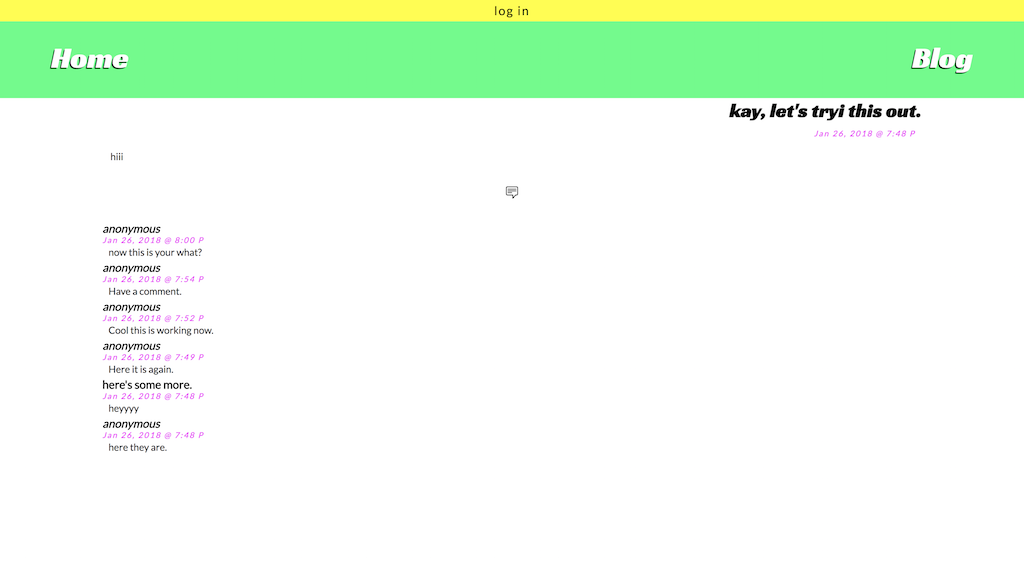 log in
Home
Blog
kay, let's tryi this out.
Jan 26, 2018 @ 7:48 P
hiii
anonymous
Jan 26, 2018 @ 8:00 P
now this is your what?
anonymous
Jan 26, 2018 @ 7:54 P
Have a comment.
anonymous
Jan 26, 2018 @ 7:52 P
Cool this is working now.
anonymous
Jan 26, 2018 @ 7:49 P
Here it is again.
here's some more.
Jan 26, 2018 @ 7:48 P
heyyyy
anonymous
Jan 26, 2018 @ 7:48 P
here they are.